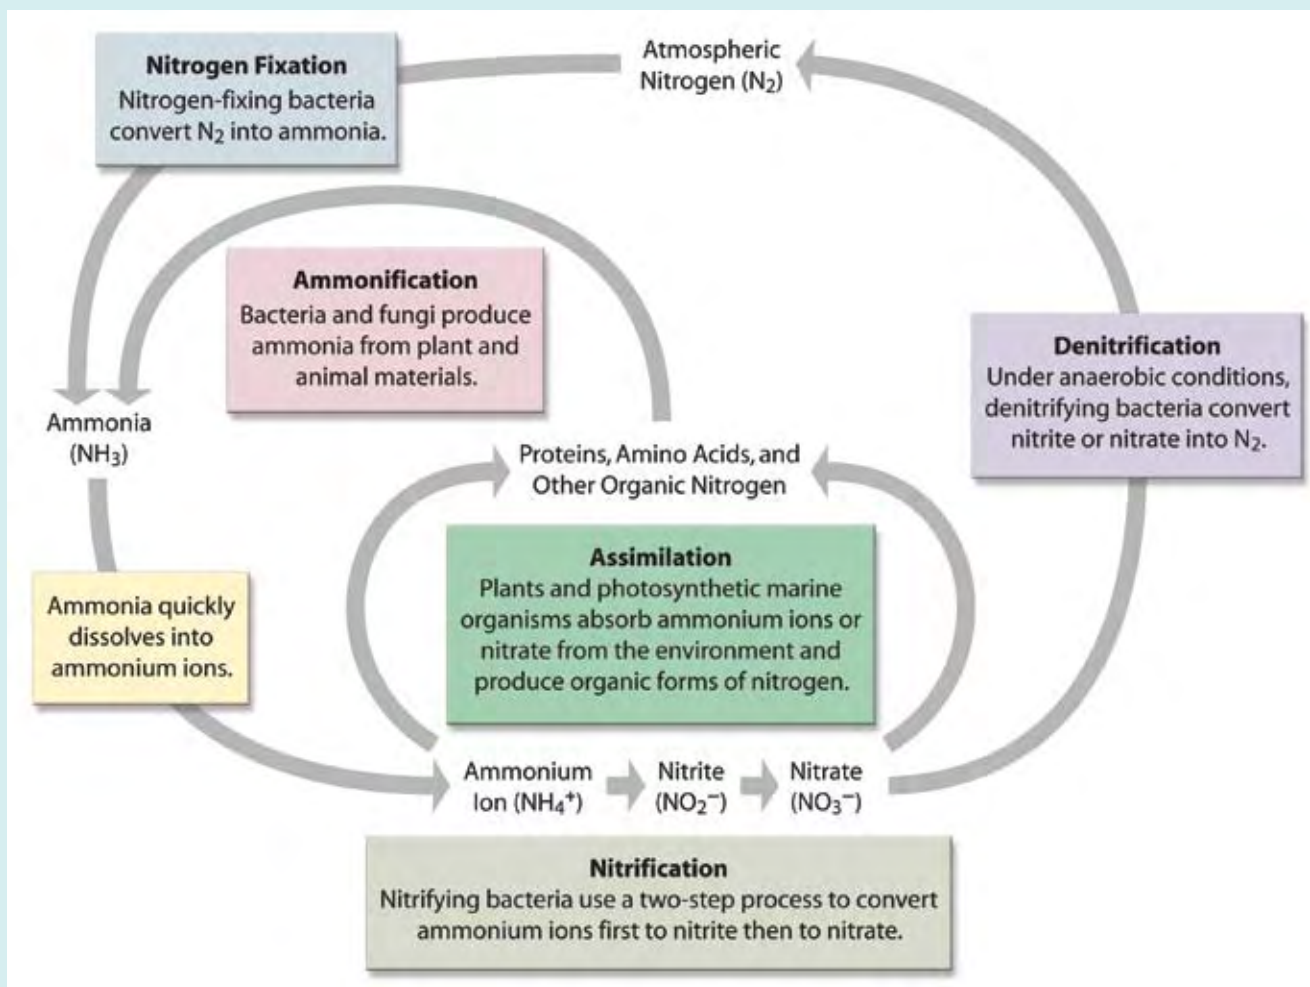 Nitrogen Fixation
Nitrogen-fixing bacteria
convert N₂ into ammonia.
Atmospheric
Nitrogen (N₂)
Ammonification
Bacteria and fungi produce
ammonia from plant and
animal materials.
Denitrification
Under anaerobic conditions,
denitrifying bacteria convert
nitrite or nitrate into N₂.
Ammonia
(NH₃)
Proteins, Amino Acids, and
Other Organic Nitrogen
Assimilation
Plants and photosynthetic marine
organisms absorb ammonium ions or
nitrate from the environment and
produce organic forms of nitrogen.
Ammonia quickly
dissolves into
ammonium ions.
Ammonium
Ion (NH₄⁺)
Nitrite
(NO₂⁻)
Nitrate
(NO₃⁻)
Nitrification
Nitrifying bacteria use a two-step process to convert
ammonium ions first to nitrite then to nitrate.